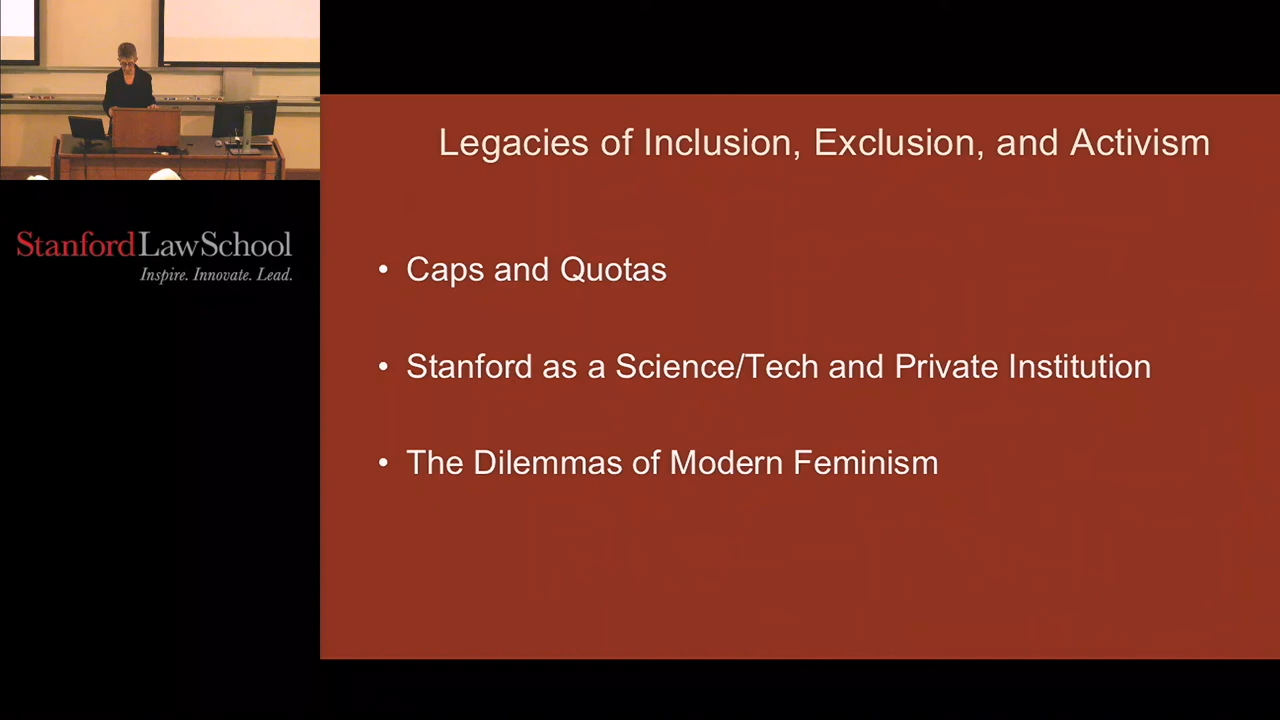 StanfordLawSchool
Inspire. Innovate. Lead.
Legacies of Inclusion, Exclusion, and Activism
• Caps and Quotas
• Stanford as a Science/Tech and Private Institution
• The Dilemmas of Modern Feminism